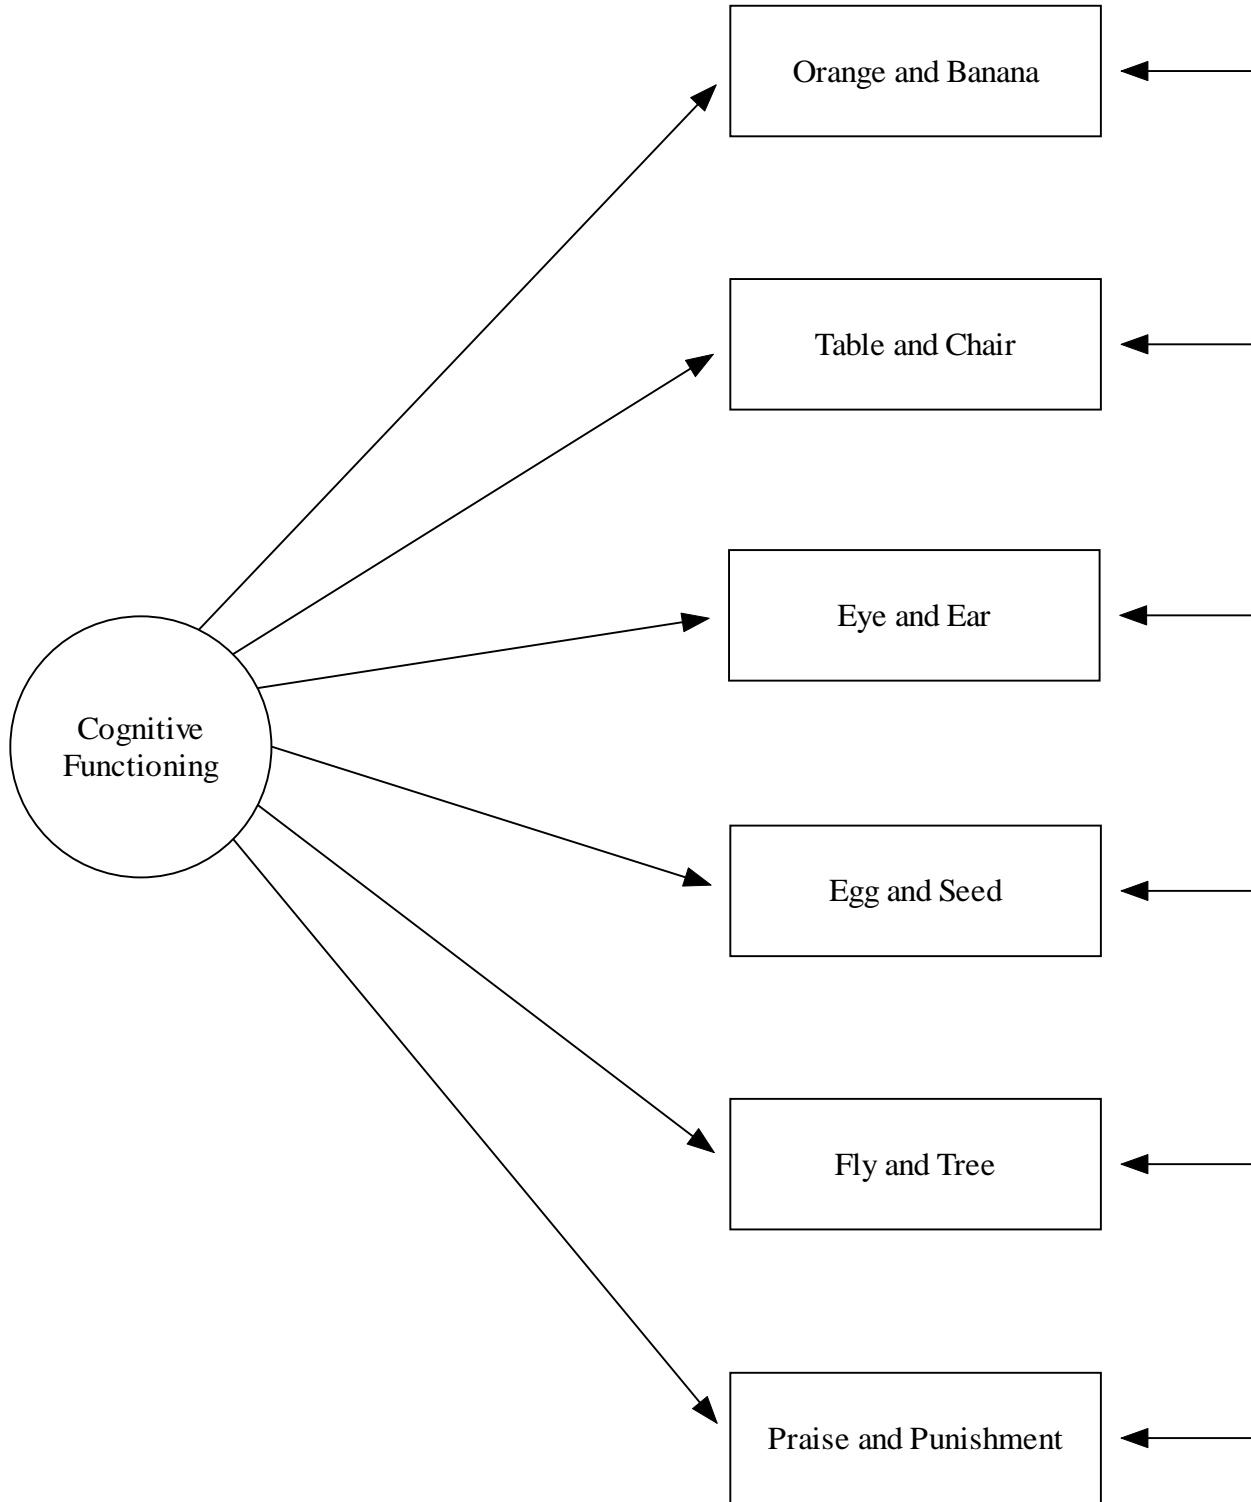 Orange and Banana
Table and Chair
Eye and Ear
Cognitive
Functioning
Egg and Seed
Fly and Tree
Praise and Punishment